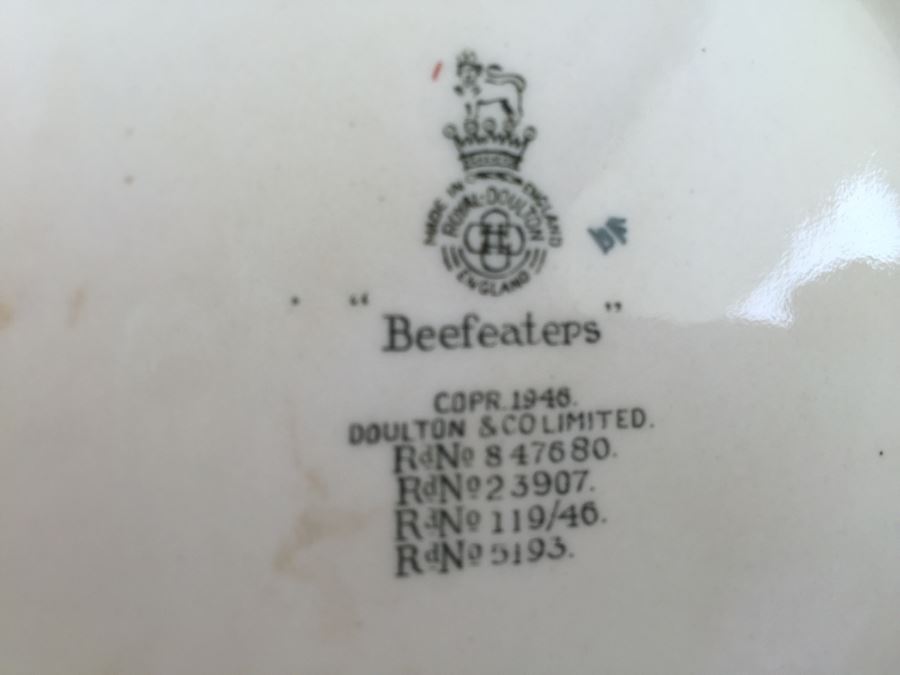 MADE IN ENGLAND
ROYAL·DOULTON
ENGLAND
"Beefeaters"
COPR.1946.
DOULTON & CO LIMITED.
RdNo 847680.
RdNo 23907.
RdNo 119/46.
RdNo 5193.